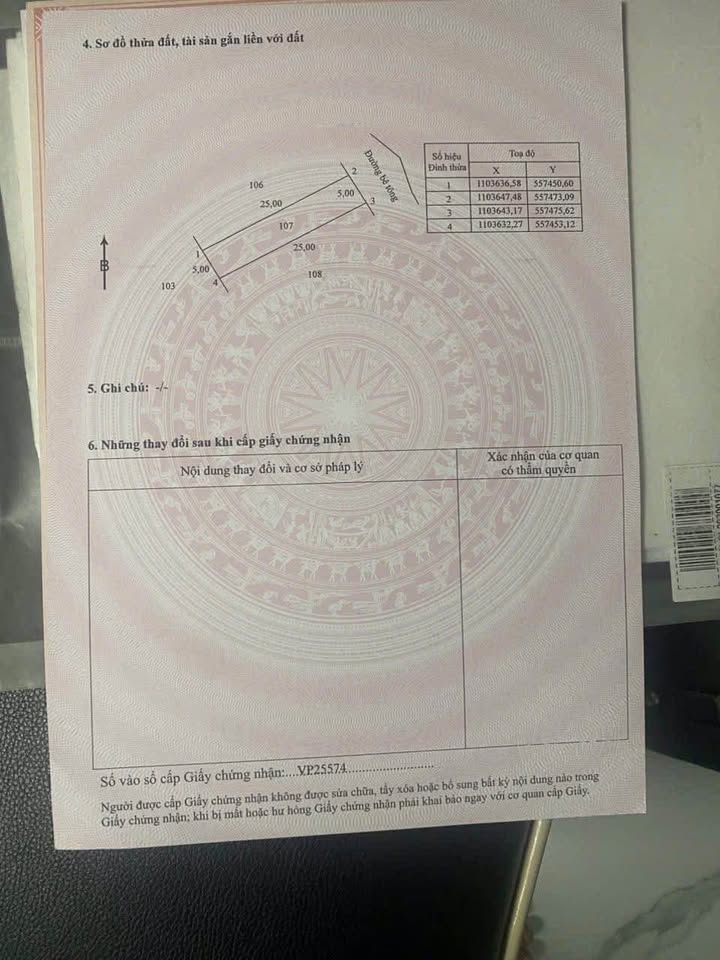 4. Sơ đồ thửa đất, tài sản gắn liền với đất
Đường bê tông
106
2
25,00
5,00
3
107
1
25,00
5,00
4
108
103
B
Số hiệu Đỉnh thửa | Toạ độ
X | Y
1 | 1103636,58 | 557450,60
2 | 1103647,48 | 557473,09
3 | 1103643,17 | 557475,62
4 | 1103632,27 | 557453,12
5. Ghi chú: -/-
6. Những thay đổi sau khi cấp giấy chứng nhận
Nội dung thay đổi và cơ sở pháp lý
Xác nhận của cơ quan
có thẩm quyền
Số vào sổ cấp Giấy chứng nhận:....VP25574........................
Người được cấp Giấy chứng nhận không được sửa chữa, tẩy xóa hoặc bổ sung bất kỳ nội dung nào trong
Giấy chứng nhận; khi bị mất hoặc hư hỏng Giấy chứng nhận phải khai báo ngay với cơ quan cấp Giấy.